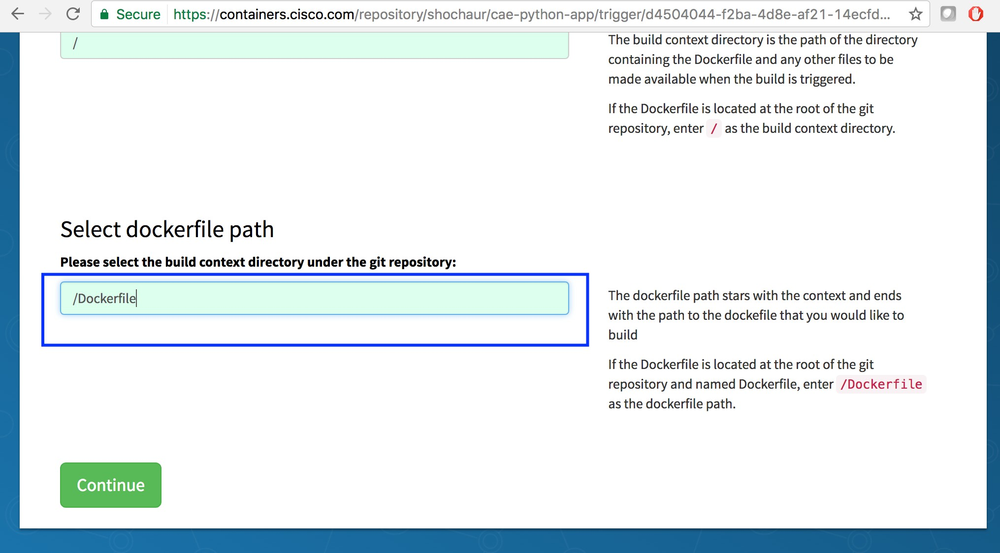 Secure https://containers.cisco.com/repository/shochaur/cae-python-app/trigger/d4504044-f2ba-4d8e-af21-14ecfd...
/
The build context directory is the path of the directory
containing the Dockerfile and any other files to be
made available when the build is triggered.
If the Dockerfile is located at the root of the git
repository, enter / as the build context directory.
Select dockerfile path
Please select the build context directory under the git repository:
/Dockerfile
The dockerfile path stars with the context and ends
with the path to the dockefile that you would like to
build
If the Dockerfile is located at the root of the git
repository and named Dockerfile, enter /Dockerfile
as the dockerfile path.
Continue